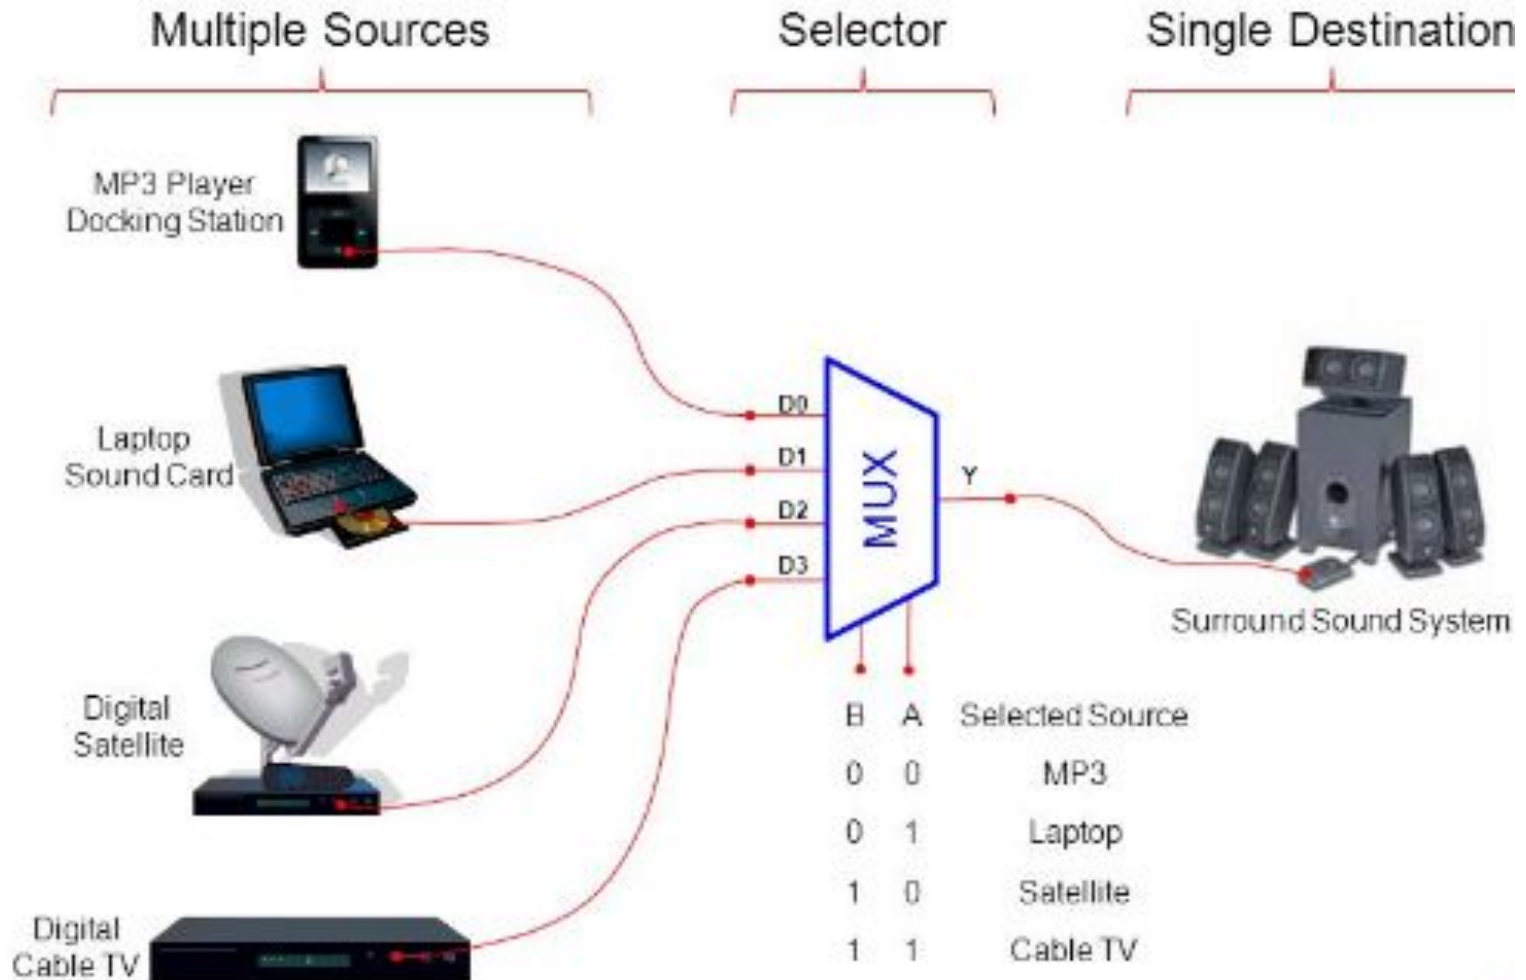 Multiple Sources
Selector
Single Destination
MP3 Player
Docking Station
Laptop
Sound Card
Digital
Satellite
Digital
Cable TV
D0
D1
D2
D3
MUX
Y
Surround Sound System
B A Selected Source
0 0 MP3
0 1 Laptop
1 0 Satellite
1 1 Cable TV